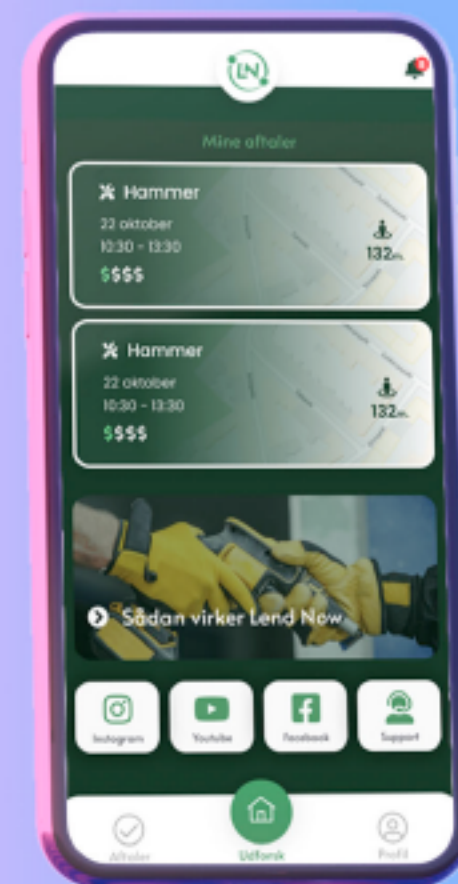 LN
Mine aftaler
Hammer
22 oktober
10:30 - 13:30
$$$$
132m.
Hammer
22 oktober
10:30 - 13:30
$$$$
132m.
Sådan virker Lend Now
Instagram
Youtube
Facebook
Support
Aftaler
Udforsk
Profil